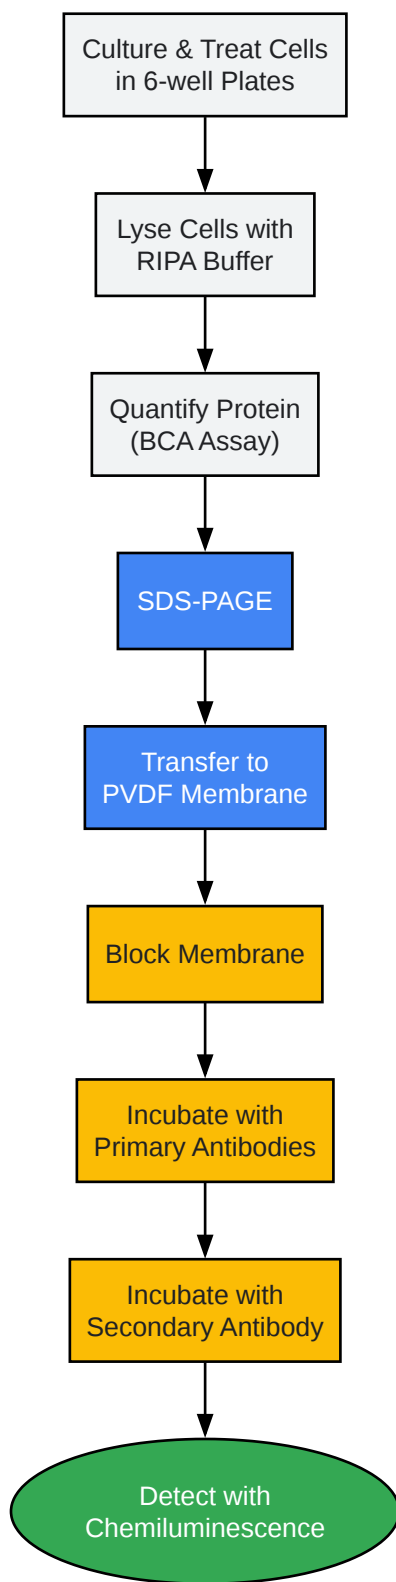 Culture & Treat Cells
in 6-well Plates
Lyse Cells with
RIPA Buffer
Quantify Protein
(BCA Assay)
SDS-PAGE
Transfer to
PVDF Membrane
Block Membrane
Incubate with
Primary Antibodies
Incubate with
Secondary Antibody
Detect with
Chemiluminescence